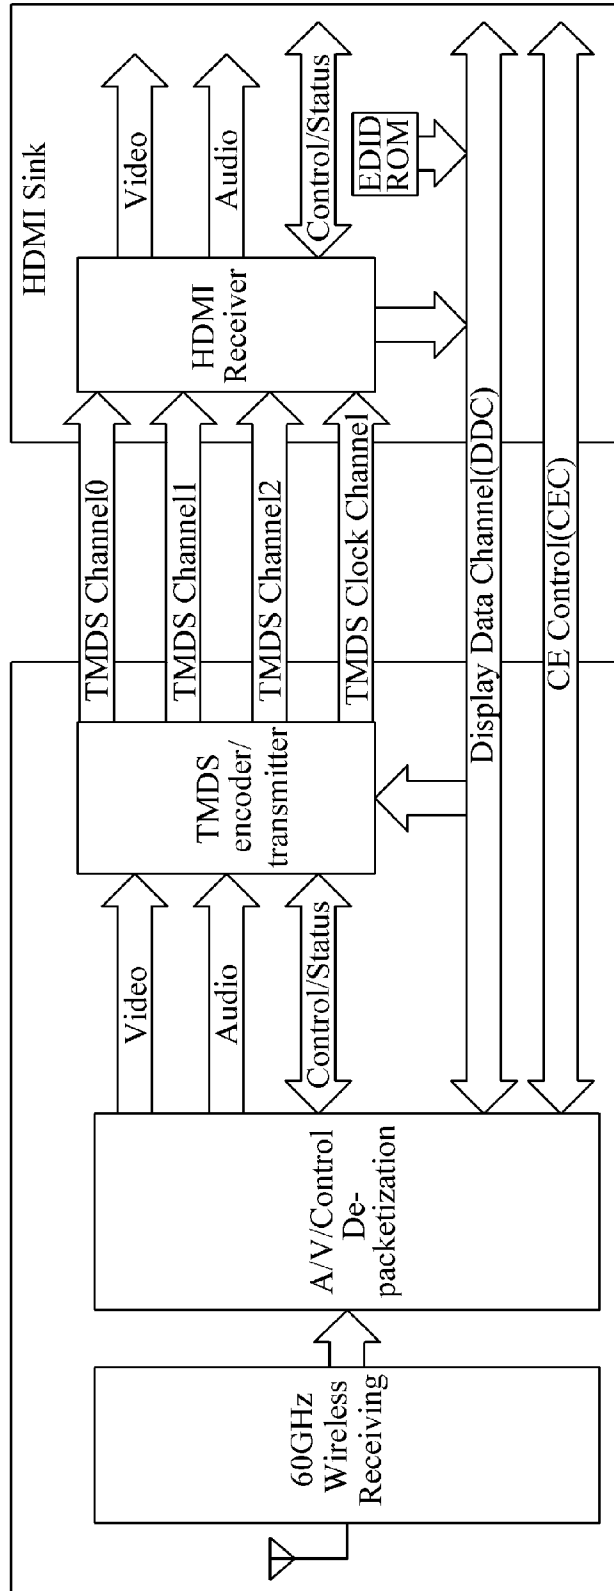 60GHz
Wireless
Receiving
A/V/Control
De-
packetization
Video
Audio
Control/Status
TMDS
encoder/
transmitter
TMDS Channel0
TMDS Channel1
TMDS Channel2
TMDS Clock Channel
Display Data Channel(DDC)
CE Control(CEC)
HDMI Sink
HDMI
Receiver
Video
Audio
Control/Status
EDID
ROM